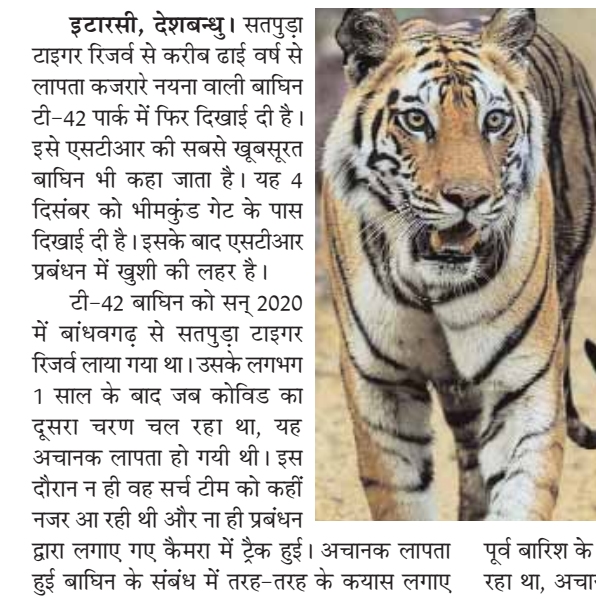 इटारसी, देशबन्धु। सतपुड़ा
टाइगर रिजर्व से करीब ढाई वर्ष से
लापता कजरारे नयना वाली बाघिन
टी-42 पार्क में फिर दिखाई दी है।
इसे एसटीआर की सबसे खूबसूरत
बाघिन भी कहा जाता है। यह 4
दिसंबर को भीमकुंड गेट के पास
दिखाई दी है। इसके बाद एसटीआर
प्रबंधन में खुशी की लहर है।
टी-42 बाघिन को सन् 2020
में बांधवगढ़ से सतपुड़ा टाइगर
रिजर्व लाया गया था। उसके लगभग
1 साल के बाद जब कोविड का
दूसरा चरण चल रहा था, यह
अचानक लापता हो गयी थी। इस
दौरान न ही वह सर्च टीम को कहीं
नजर आ रही थी और ना ही प्रबंधन
द्वारा लगाए गए कैमरा में ट्रैक हुई। अचानक लापता
हुई बाघिन के संबंध में तरह-तरह के कयास लगाए
पूर्व बारिश के
रहा था, अचान